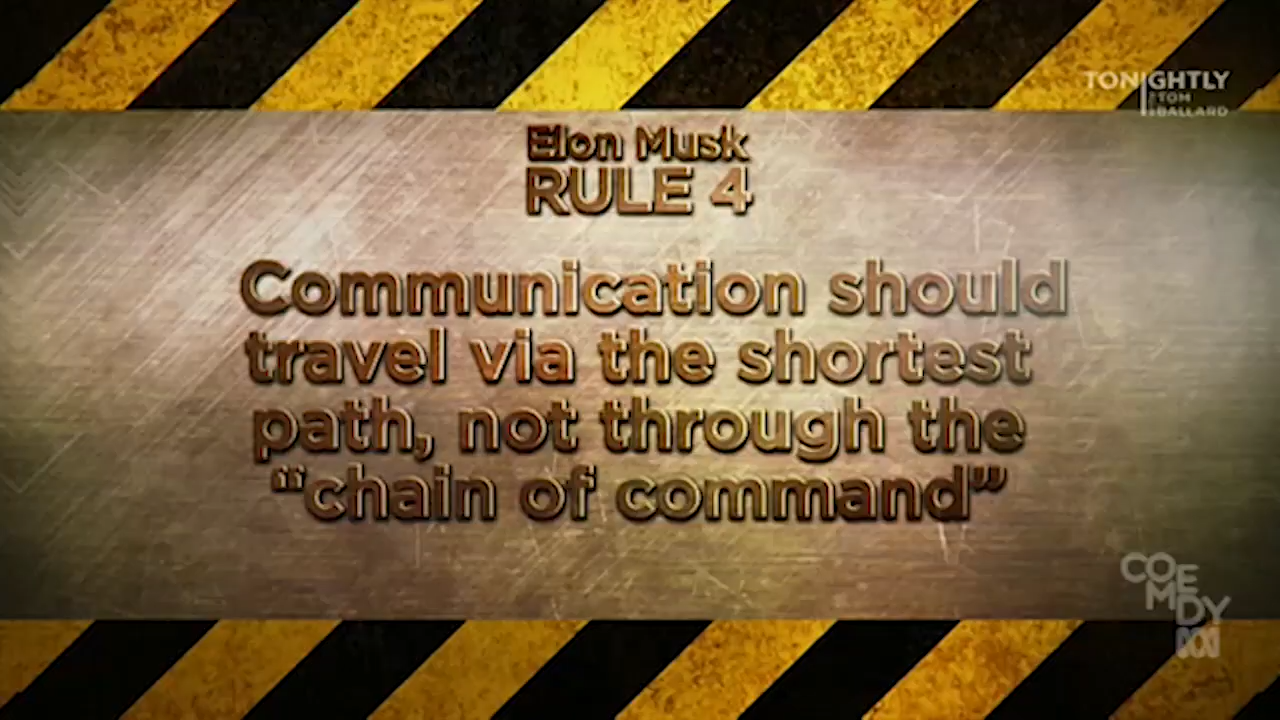 TONIGHTLY
WITH TOM
BALLARD
Elon Musk
RULE 4
Communication should
travel via the shortest
path, not through the
“chain of command”
COMEDY